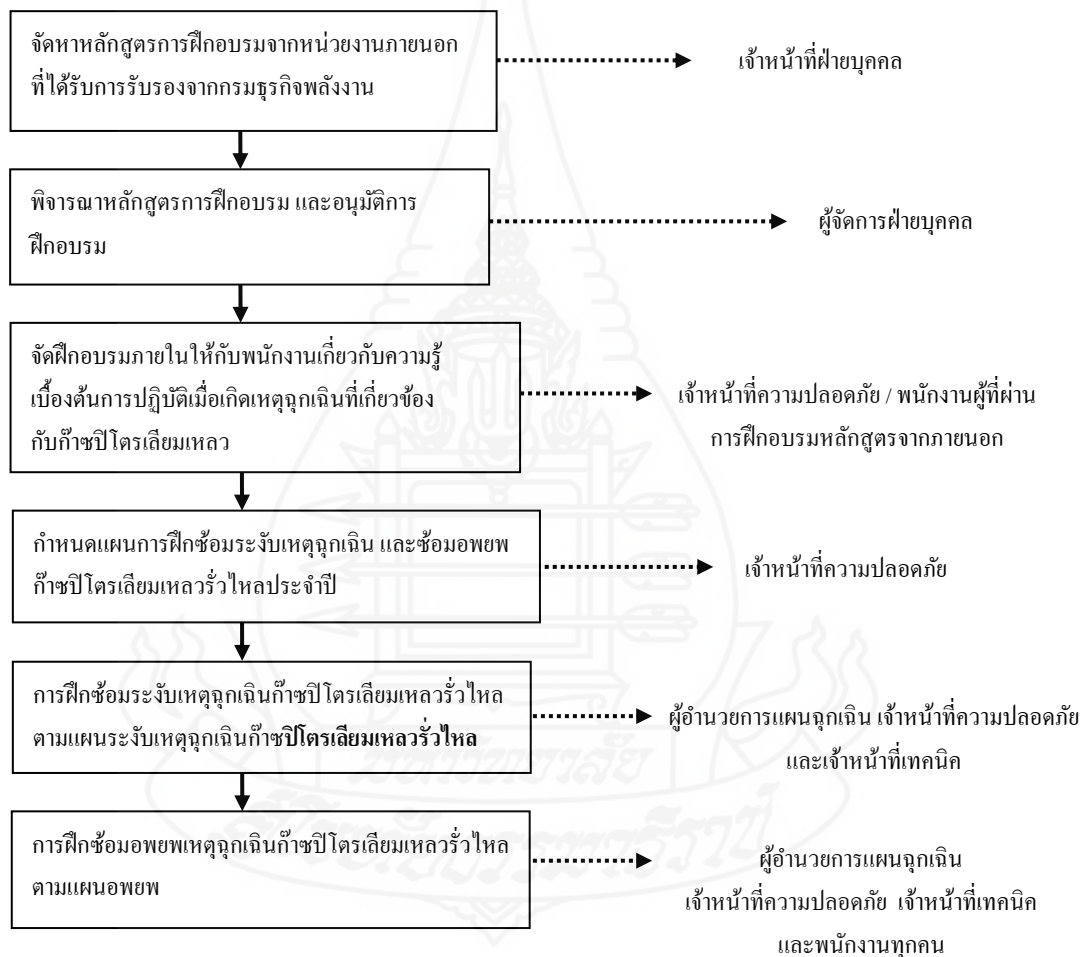 จัดหาหลักสูตรการฝึกอบรมจากหน่วยงานภายนอก
ที่ได้รับการรับรองจากกรมธุรกิจพลังงาน
เจ้าหน้าที่ฝ่ายบุคคล
พิจารณาหลักสูตรการฝึกอบรม และอนุมัติการ
ฝึกอบรม
ผู้จัดการฝ่ายบุคคล
จัดฝึกอบรมภายในให้กับพนักงานเกี่ยวกับความรู้
เบื้องต้นการปฏิบัติเมื่อเกิดเหตุฉุกเฉินที่เกี่ยวข้อง
กับก๊าซปิโตรเลียมเหลว
เจ้าหน้าที่ความปลอดภัย / พนักงานผู้ที่ผ่าน
การฝึกอบรมหลักสูตรจากภายนอก
กำหนดแผนการฝึกซ้อมระงับเหตุฉุกเฉิน และซ้อมอพยพ
ก๊าซปิโตรเลียมเหลวรั่วไหลประจำปี
เจ้าหน้าที่ความปลอดภัย
การฝึกซ้อมระงับเหตุฉุกเฉินก๊าซปิโตรเลียมเหลวรั่วไหล
ตามแผนระงับเหตุฉุกเฉินก๊าซปิโตรเลียมเหลวรั่วไหล
ผู้อำนวยการแผนฉุกเฉิน เจ้าหน้าที่ความปลอดภัย
และเจ้าหน้าที่เทคนิค
การฝึกซ้อมอพยพเหตุฉุกเฉินก๊าซปิโตรเลียมเหลวรั่วไหล
ตามแผนอพยพ
ผู้อำนวยการแผนฉุกเฉิน
เจ้าหน้าที่ความปลอดภัย เจ้าหน้าที่เทคนิค
และพนักงานทุกคน
มหาวิทยาลัย
สุโขทัยธรรมาธิราช